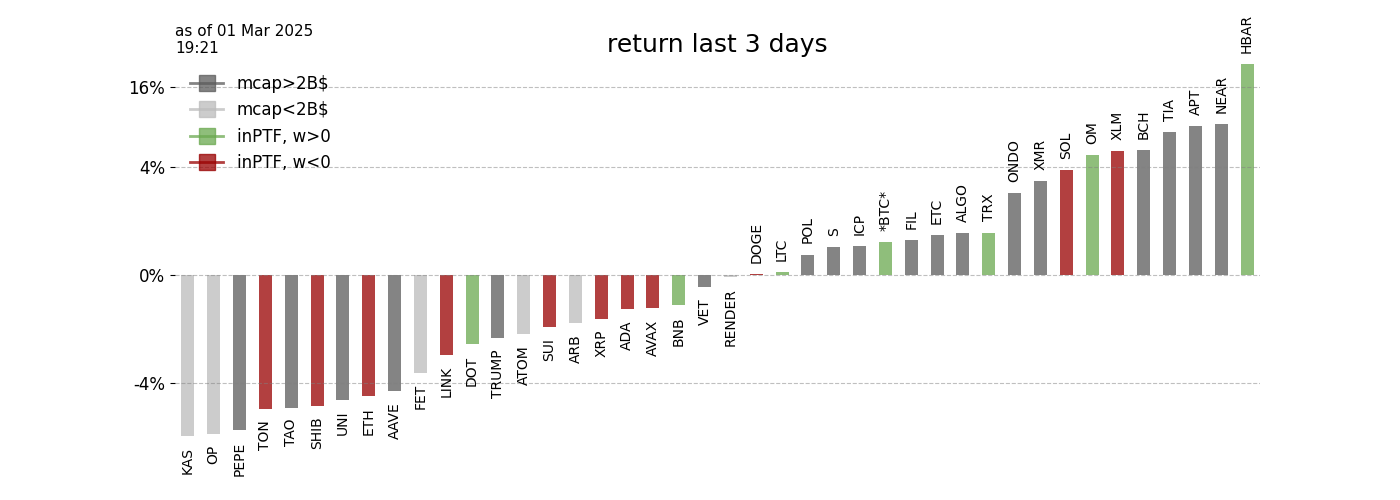 as of 01 Mar 2025
19:21
return last 3 days
mcap>2B$
mcap<2B$
inPTF, w>0
inPTF, w<0
16%
4%
0%
-4%
KAS
OP
PEPE
TON
TAO
SHIB
UNI
ETH
AAVE
FET
LINK
DOT
TRUMP
ATOM
SUI
ARB
XRP
ADA
AVAX
BNB
VET
RENDER
DOGE
LTC
POL
S
ICP
*BTC*
FIL
ETC
ALGO
TRX
ONDO
XMR
SOL
OM
XLM
BCH
TIA
APT
NEAR
HBAR